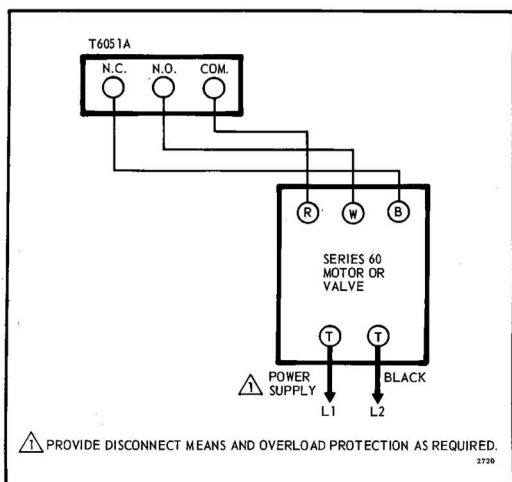 T6051A
N.C. N.O. COM.
R W B
SERIES 60
MOTOR OR
VALVE
T T
1 POWER
SUPPLY
BLACK
L1 L2
1 PROVIDE DISCONNECT MEANS AND OVERLOAD PROTECTION AS REQUIRED.
2720